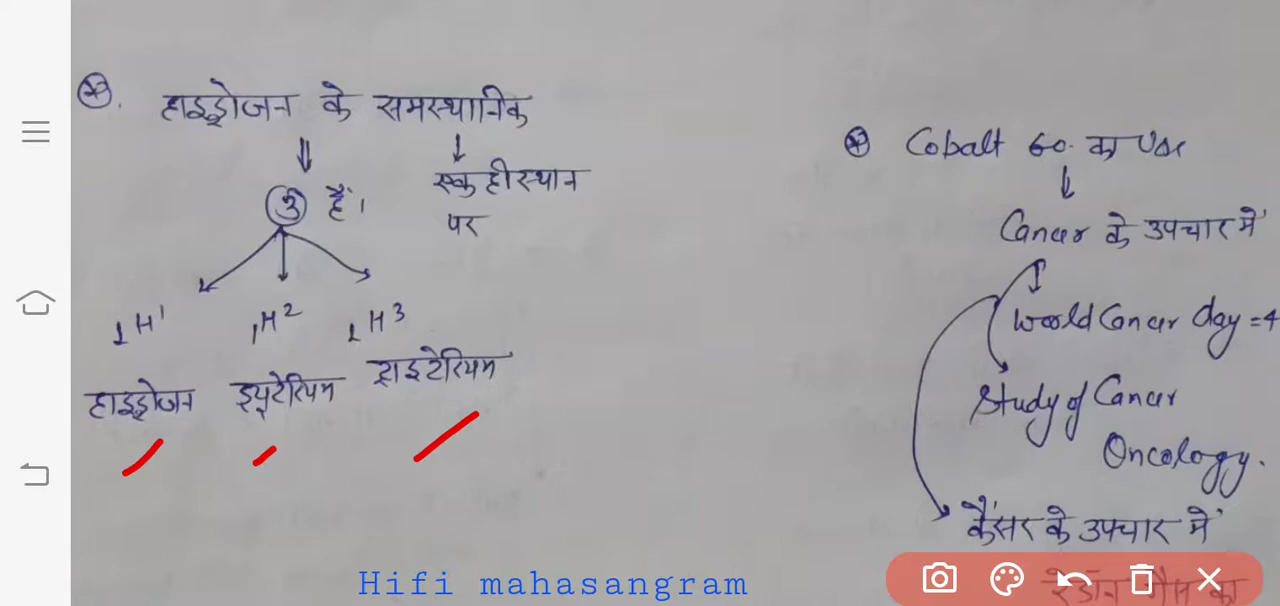 हाइड्रोजन के समस्थानिक
एक ही स्थान पर
3 हैं।
₁H¹
₁H²
₁H³
हाइड्रोजन
ड्यूटेरियम
ट्राइटेरियम
Cobalt 60 का Use
Cancer के उपचार में
World Cancer day = 4
Study of Cancer
Oncology.
कैंसर के उपचार में
रेडॉन गैस का
Hifi mahasangram